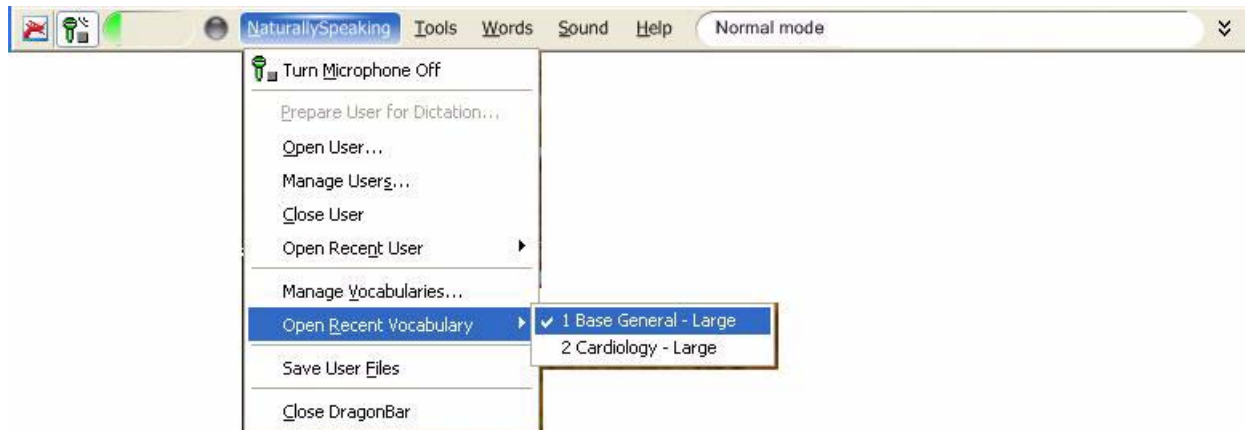 NaturallySpeaking Tools Words Sound Help Normal mode
Turn Microphone Off
Prepare User for Dictation...
Open User...
Manage Users...
Close User
Open Recent User
Manage Vocabularies...
Open Recent Vocabulary
1 Base General - Large
2 Cardiology - Large
Save User Files
Close DragonBar